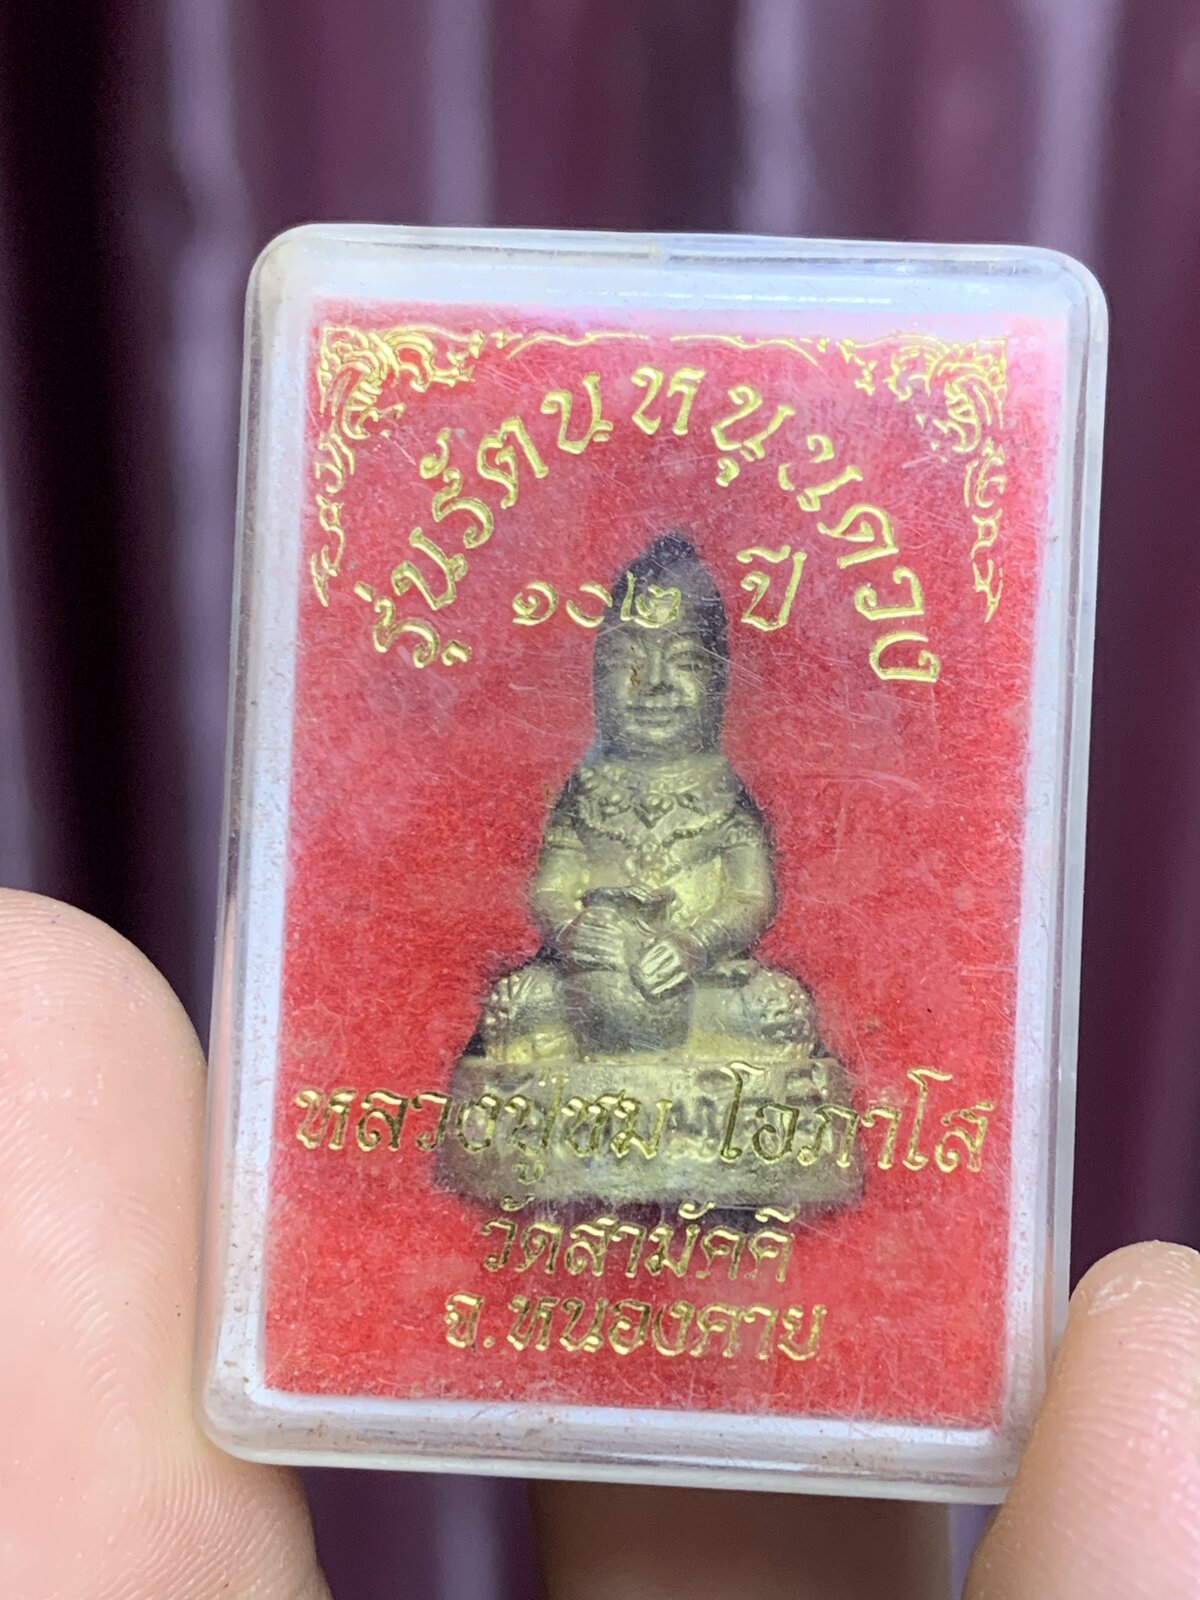 รุ่นรัตนหนุนดวง
๑๐๒ ปี
หลวงปู่ชม โอภาโส
วัดสามัคคี
จ.หนองคาย